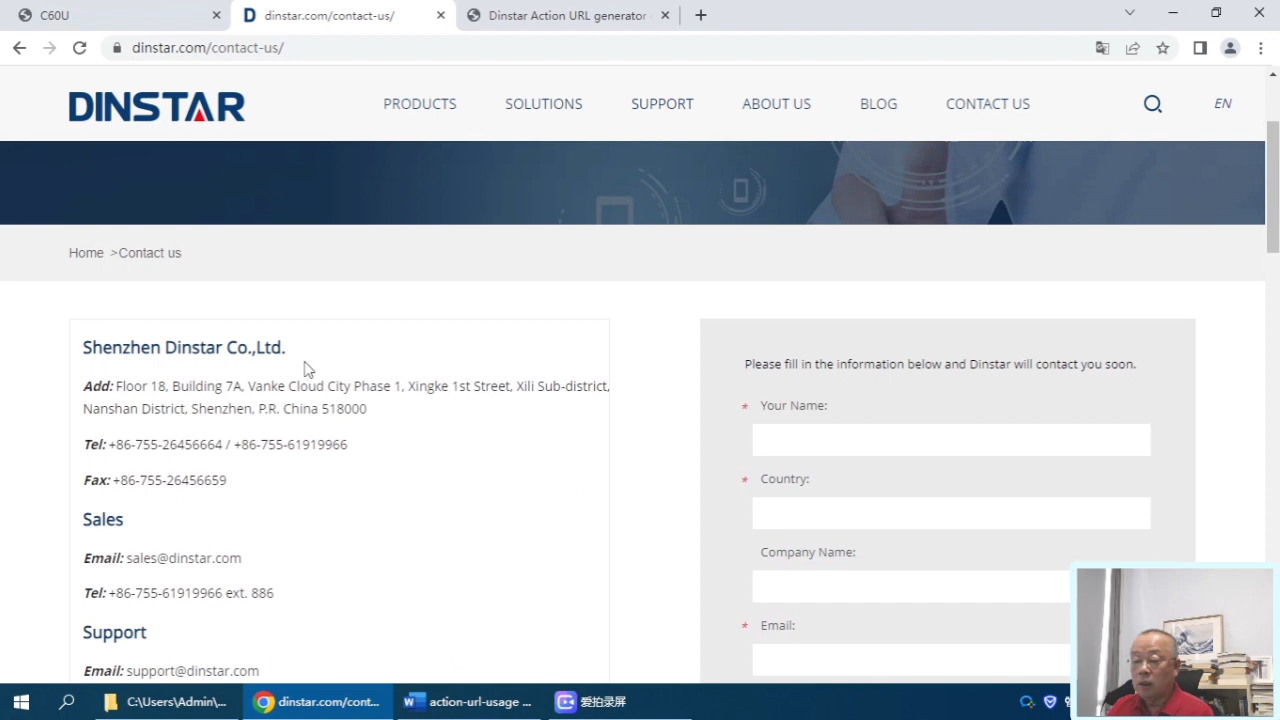 C60U
dinstar.com/contact-us/
Dinstar Action URL generator
dinstar.com/contact-us/
DINSTAR
PRODUCTS
SOLUTIONS
SUPPORT
ABOUT US
BLOG
CONTACT US
EN
Home >Contact us
Shenzhen Dinstar Co.,Ltd.
Add: Floor 18, Building 7A, Vanke Cloud City Phase 1, Xingke 1st Street, Xili Sub-district,
Nanshan District, Shenzhen, P.R. China 518000
Tel: +86-755-26456664 / +86-755-61919966
Fax: +86-755-26456659
Sales
Email: sales@dinstar.com
Tel: +86-755-61919966 ext. 886
Support
Email: support@dinstar.com
Please fill in the information below and Dinstar will contact you soon.
* Your Name:
* Country:
Company Name:
* Email:
C:\Users\Admin\...
dinstar.com/cont...
action-url-usage ...
爱拍录屏